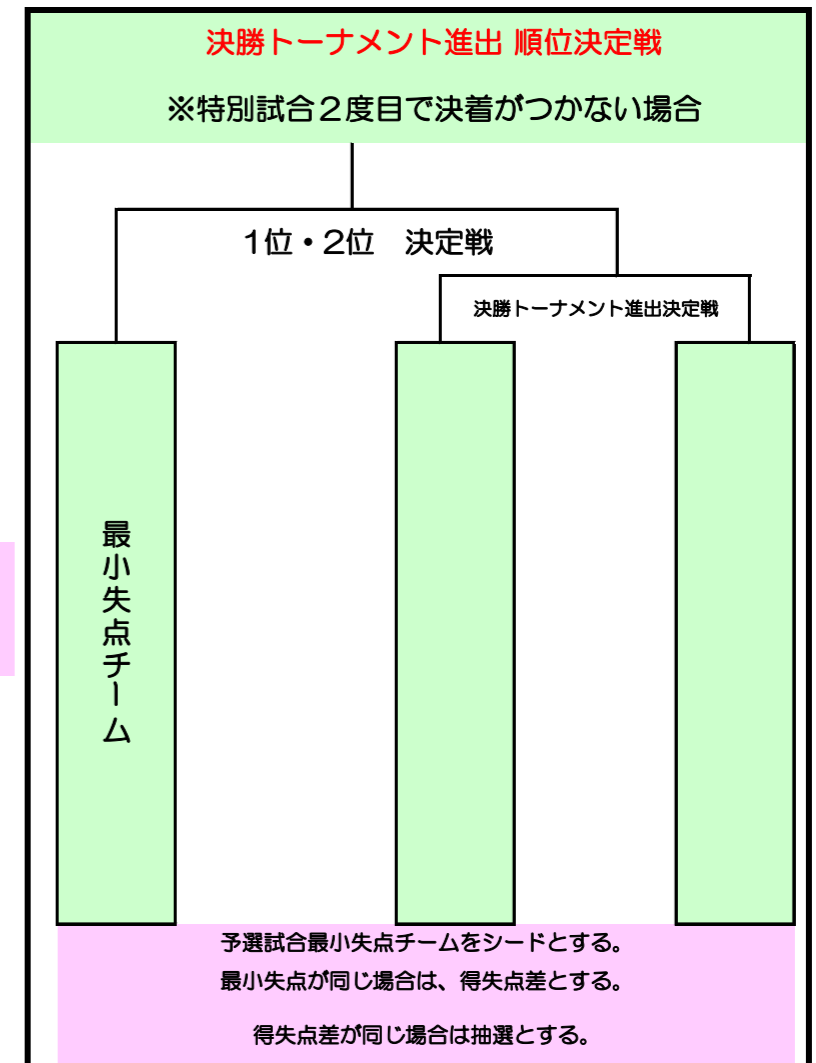 決勝トーナメント進出 順位決定戦
※特別試合２度目で決着がつかない場合
1位・2位　決定戦
決勝トーナメント進出決定戦
最小失点チーム
予選試合最小失点チームをシードとする。
最小失点が同じ場合は、得失点差とする。
得失点差が同じ場合は抽選とする。